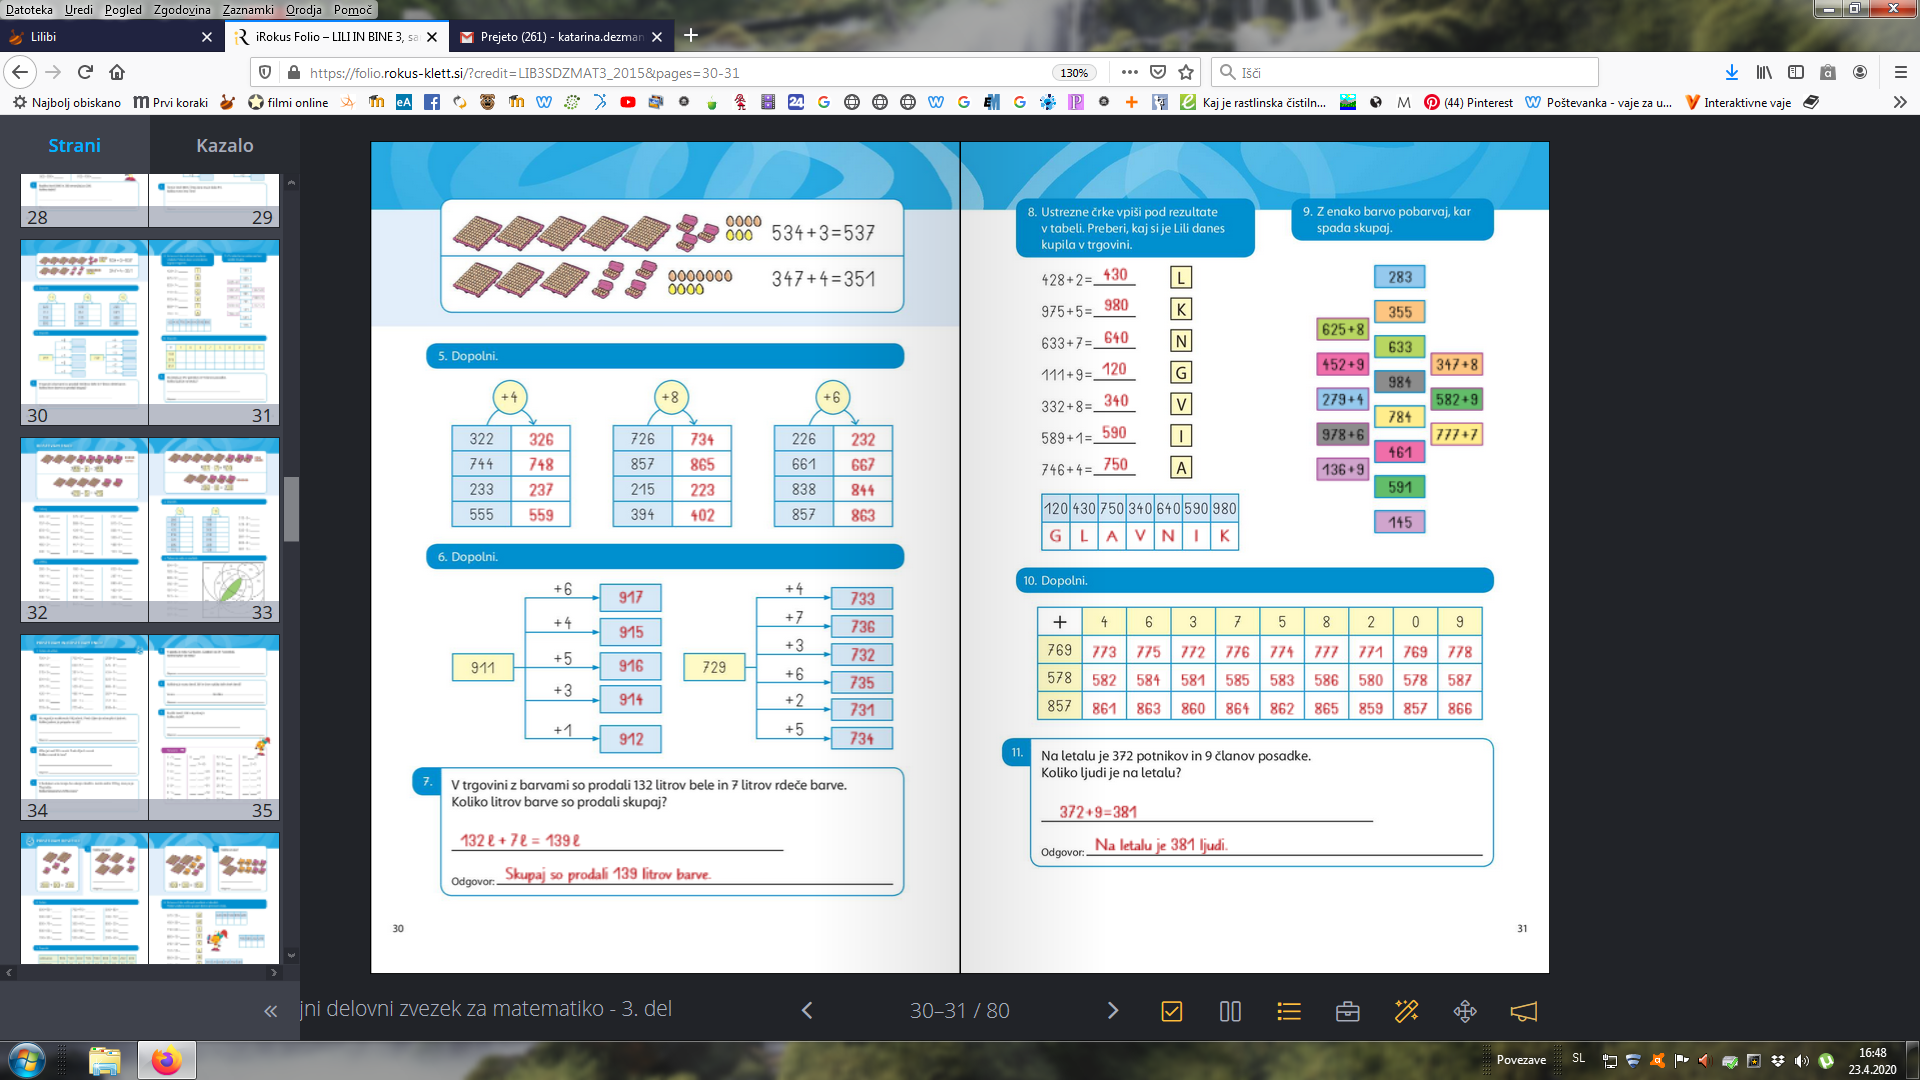 Datoteka Uredi Pogled Zgodovina Zaznamki Orodja Pomoč
Lilibi
iRokus Folio – LILI IN BINE 3, sa
Prejeto (261) - katarina.dezman
https://folio.rokus-klett.si/?credit=LIB3SDZMAT3_2015&pages=30-31
130%
Išči
Najbolj obiskano
Prvi koraki
filmi online
Kaj je rastlinska čistiln...
(44) Pinterest
Poštevanka - vaje za u...
Interaktivne vaje
Strani
Kazalo
28 29
30 31
32 33
34 35
534+3=537
347+4=351
5. Dopolni.
+4 +8 +6
322 326 726 734 226 232
744 748 857 865 661 667
233 237 215 223 838 844
555 559 394 402 857 863
6. Dopolni.
911
+6 917
+4 915
+5 916
+3 914
+1 912
729
+4 733
+7 736
+3 732
+6 735
+2 731
+5 734
7. V trgovini z barvami so prodali 132 litrov bele in 7 litrov rdeče barve.
Koliko litrov barve so prodali skupaj?
132 l + 7 l = 139 l
Odgovor: Skupaj so prodali 139 litrov barve.
30
8. Ustrezne črke vpiši pod rezultate
v tabeli. Preberi, kaj si je Lili danes
kupila v trgovini.
428+2=430 L
975+5=980 K
633+7=640 N
111+9=120 G
332+8=340 V
589+1=590 I
746+4=750 A
120 430 750 340 640 590 980
G L A V N I K
9. Z enako barvo pobarvaj, kar
spada skupaj.
283
355
625+8
633
452+9 347+8
984
279+4 582+9
784
978+6 777+7
461
136+9
591
145
10. Dopolni.
+ 4 6 3 7 5 8 2 0 9
769 773 775 772 776 774 777 771 769 778
578 582 584 581 585 583 586 580 578 587
857 861 863 860 864 862 865 859 857 866
11. Na letalu je 372 potnikov in 9 članov posadke.
Koliko ljudi je na letalu?
372+9=381
Odgovor: Na letalu je 381 ljudi.
31
jni delovni zvezek za matematiko - 3. del
30–31 / 80
Povezave
SL
16:48
23.4.2020